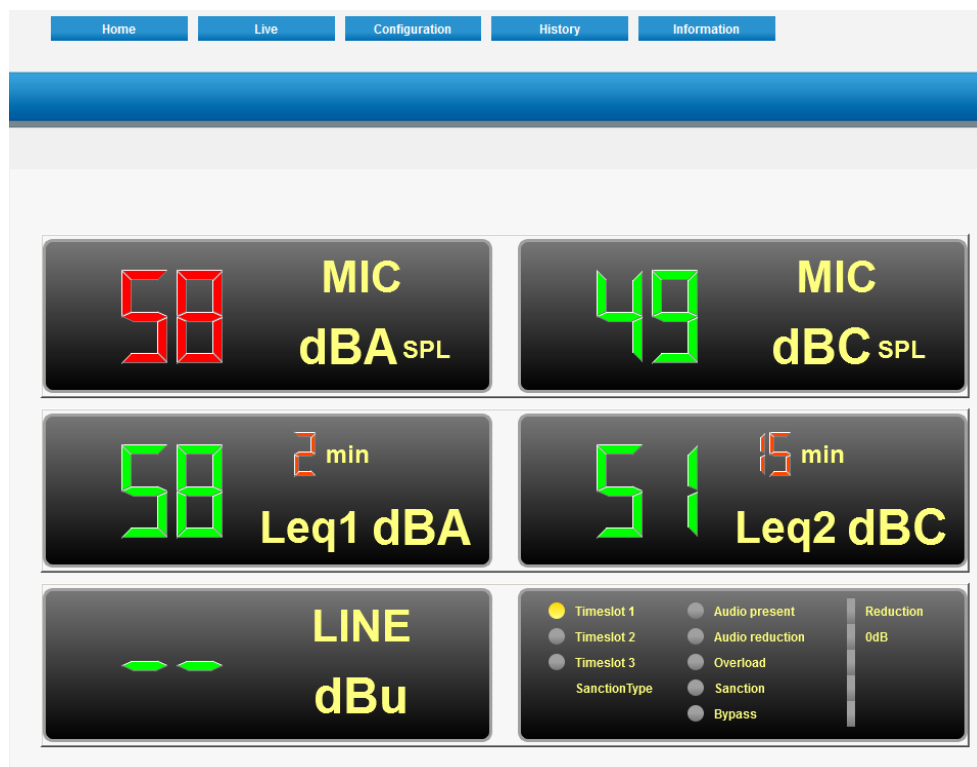 Home Live Configuration History Information
58 MIC
dBA SPL
49 MIC
dBC SPL
58 2 min
Leq1 dBA
51 15 min
Leq2 dBC
-- LINE
dBu
Timeslot 1 Audio present Reduction
Timeslot 2 Audio reduction 0dB
Timeslot 3 Overload
SanctionType Sanction
Bypass